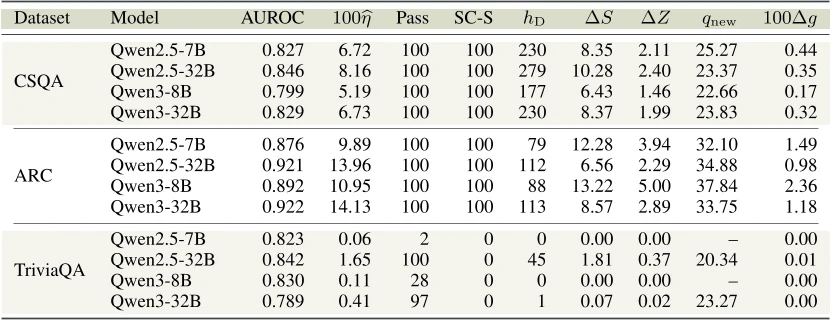 Dataset Model AUROC 100η̂ Pass SC-S h_D ΔS ΔZ q_new 100Δg
CSQA
Qwen2.5-7B 0.827 6.72 100 100 230 8.35 2.11 25.27 0.44
Qwen2.5-32B 0.846 8.16 100 100 279 10.28 2.40 23.37 0.35
Qwen3-8B 0.799 5.19 100 100 177 6.43 1.46 22.66 0.17
Qwen3-32B 0.829 6.73 100 100 230 8.37 1.99 23.83 0.32
ARC
Qwen2.5-7B 0.876 9.89 100 100 79 12.28 3.94 32.10 1.49
Qwen2.5-32B 0.921 13.96 100 100 112 6.56 2.29 34.88 0.98
Qwen3-8B 0.892 10.95 100 100 88 13.22 5.00 37.84 2.36
Qwen3-32B 0.922 14.13 100 100 113 8.57 2.89 33.75 1.18
TriviaQA
Qwen2.5-7B 0.823 0.06 2 0 0 0.00 0.00 – 0.00
Qwen2.5-32B 0.842 1.65 100 0 45 1.81 0.37 20.34 0.01
Qwen3-8B 0.830 0.11 28 0 0 0.00 0.00 – 0.00
Qwen3-32B 0.789 0.41 97 0 1 0.07 0.02 23.27 0.00